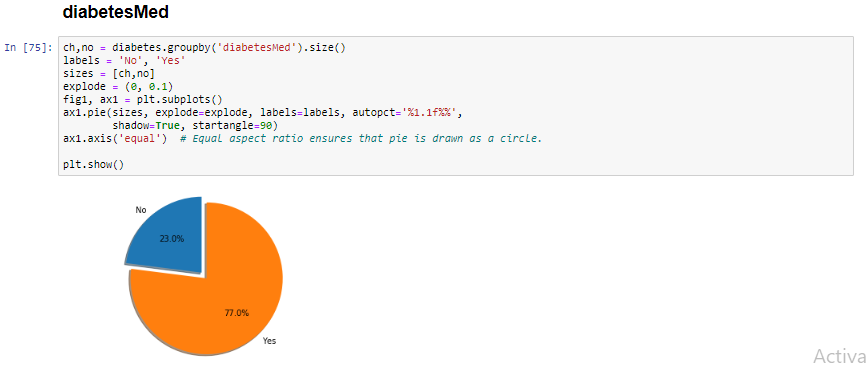 diabetesMed
In [75]: ch,no = diabetes.groupby('diabetesMed').size()
labels = 'No', 'Yes'
sizes = [ch,no]
explode = (0, 0.1)
fig1, ax1 = plt.subplots()
ax1.pie(sizes, explode=explode, labels=labels, autopct='%1.1f%%',
shadow=True, startangle=90)
ax1.axis('equal')  # Equal aspect ratio ensures that pie is drawn as a circle.
plt.show()
No
23.0%
77.0%
Yes
Activa